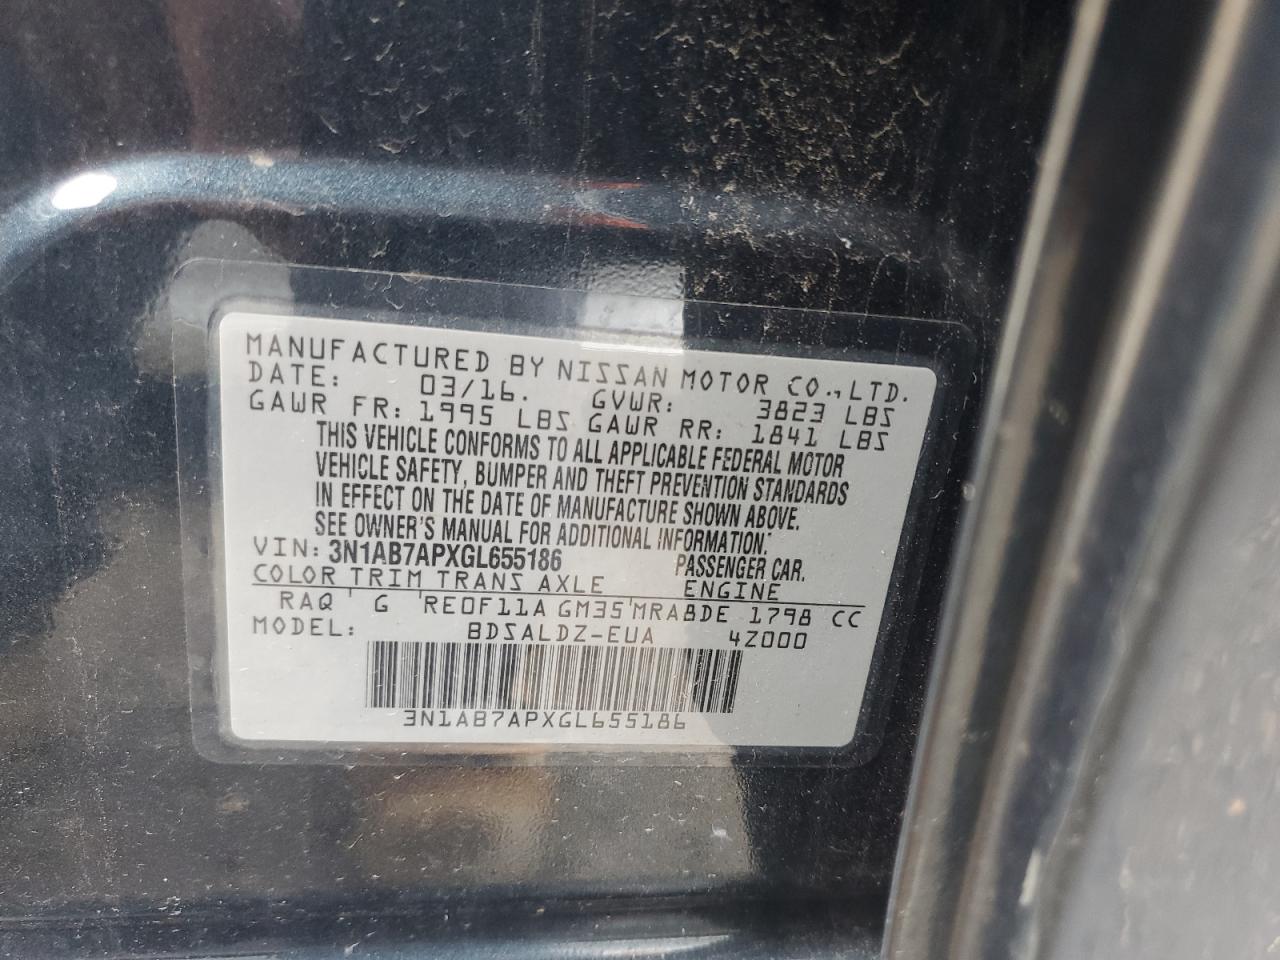 MANUFACTURED BY NISSAN MOTOR CO., LTD.
DATE: 03/16. GVWR: 3823 LBS
GAWR FR: 1995 LBS GAWR RR: 1841 LBS
THIS VEHICLE CONFORMS TO ALL APPLICABLE FEDERAL MOTOR
VEHICLE SAFETY, BUMPER AND THEFT PREVENTION STANDARDS
IN EFFECT ON THE DATE OF MANUFACTURE SHOWN ABOVE.
SEE OWNER'S MANUAL FOR ADDITIONAL INFORMATION.
VIN: 3N1AB7APXGL655186 PASSENGER CAR.
COLOR TRIM TRANS AXLE ENGINE
RAQ G RE0F11A GM35 MRA8DE 1798 CC
MODEL: BDSALDZ-EUA 4Z000
3N1AB7APXGL655186